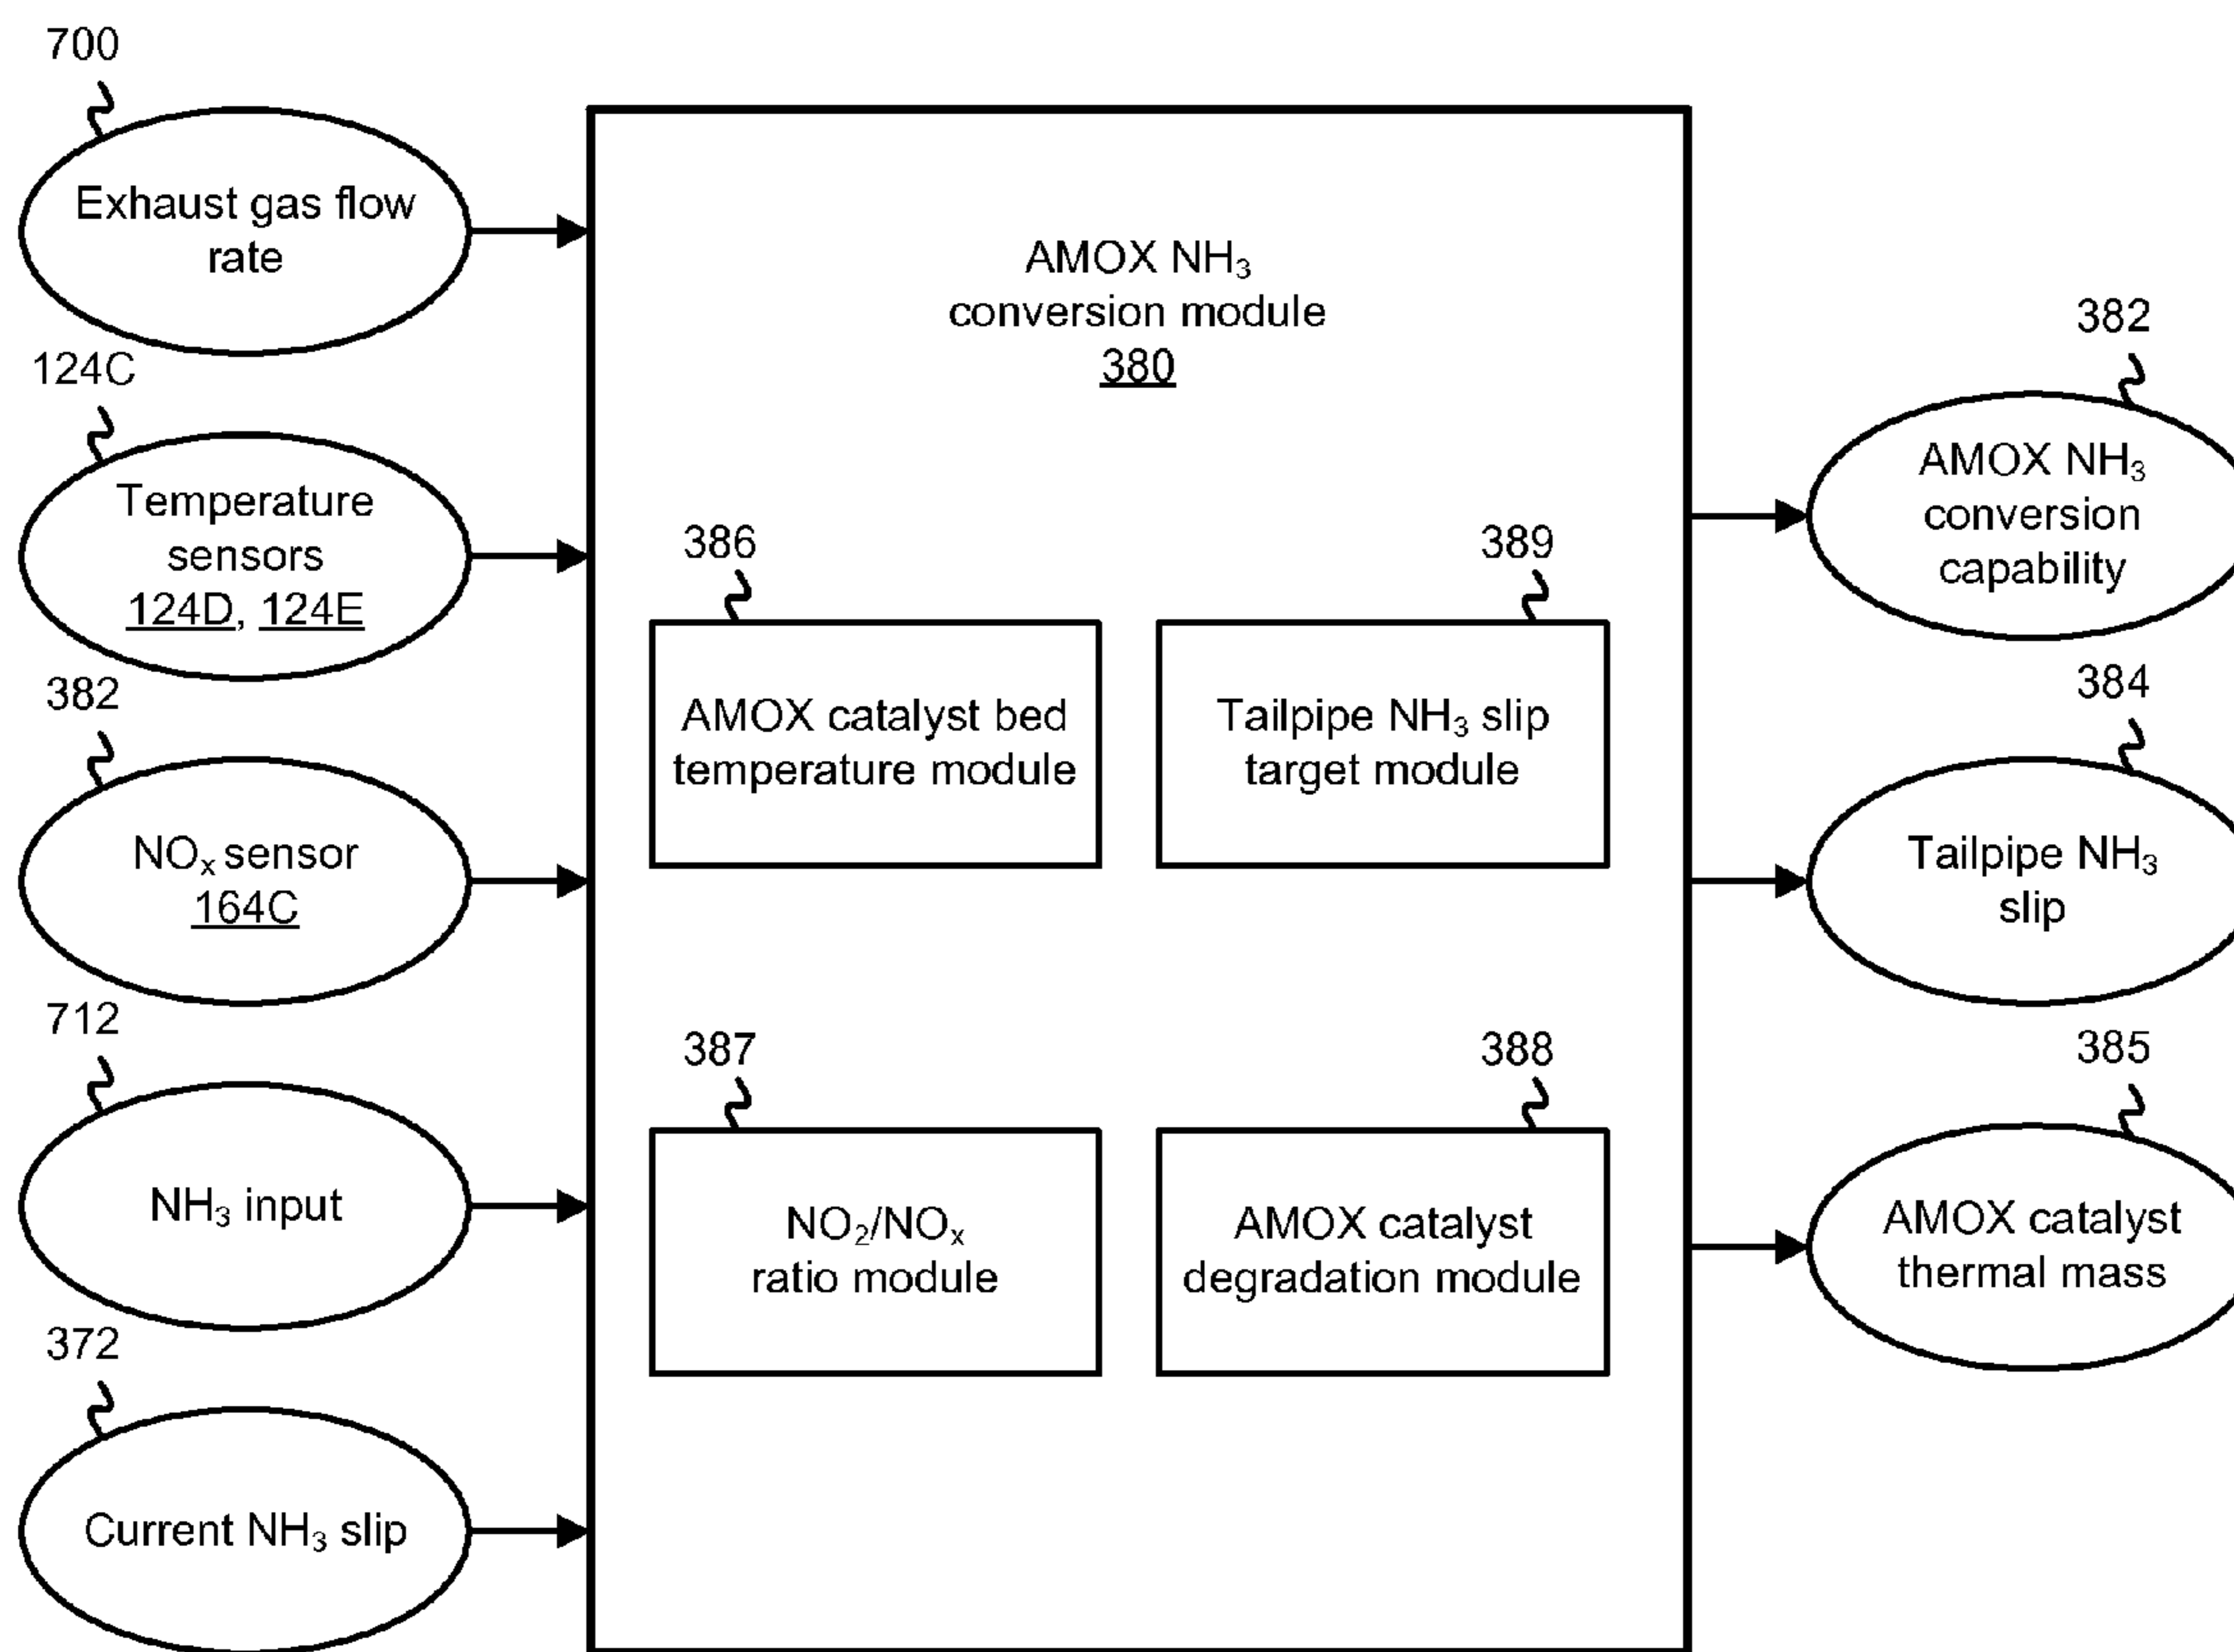 700
Exhaust gas flow
rate
124C
Temperature
sensors
124D, 124E
382
NOx sensor
164C
712
NH3 input
372
Current NH3 slip
AMOX NH3
conversion module
380
386
AMOX catalyst bed
temperature module
389
Tailpipe NH3 slip
target module
387
NO2/NOx
ratio module
388
AMOX catalyst
degradation module
382
AMOX NH3
conversion
capability
384
Tailpipe NH3
slip
385
AMOX catalyst
thermal mass